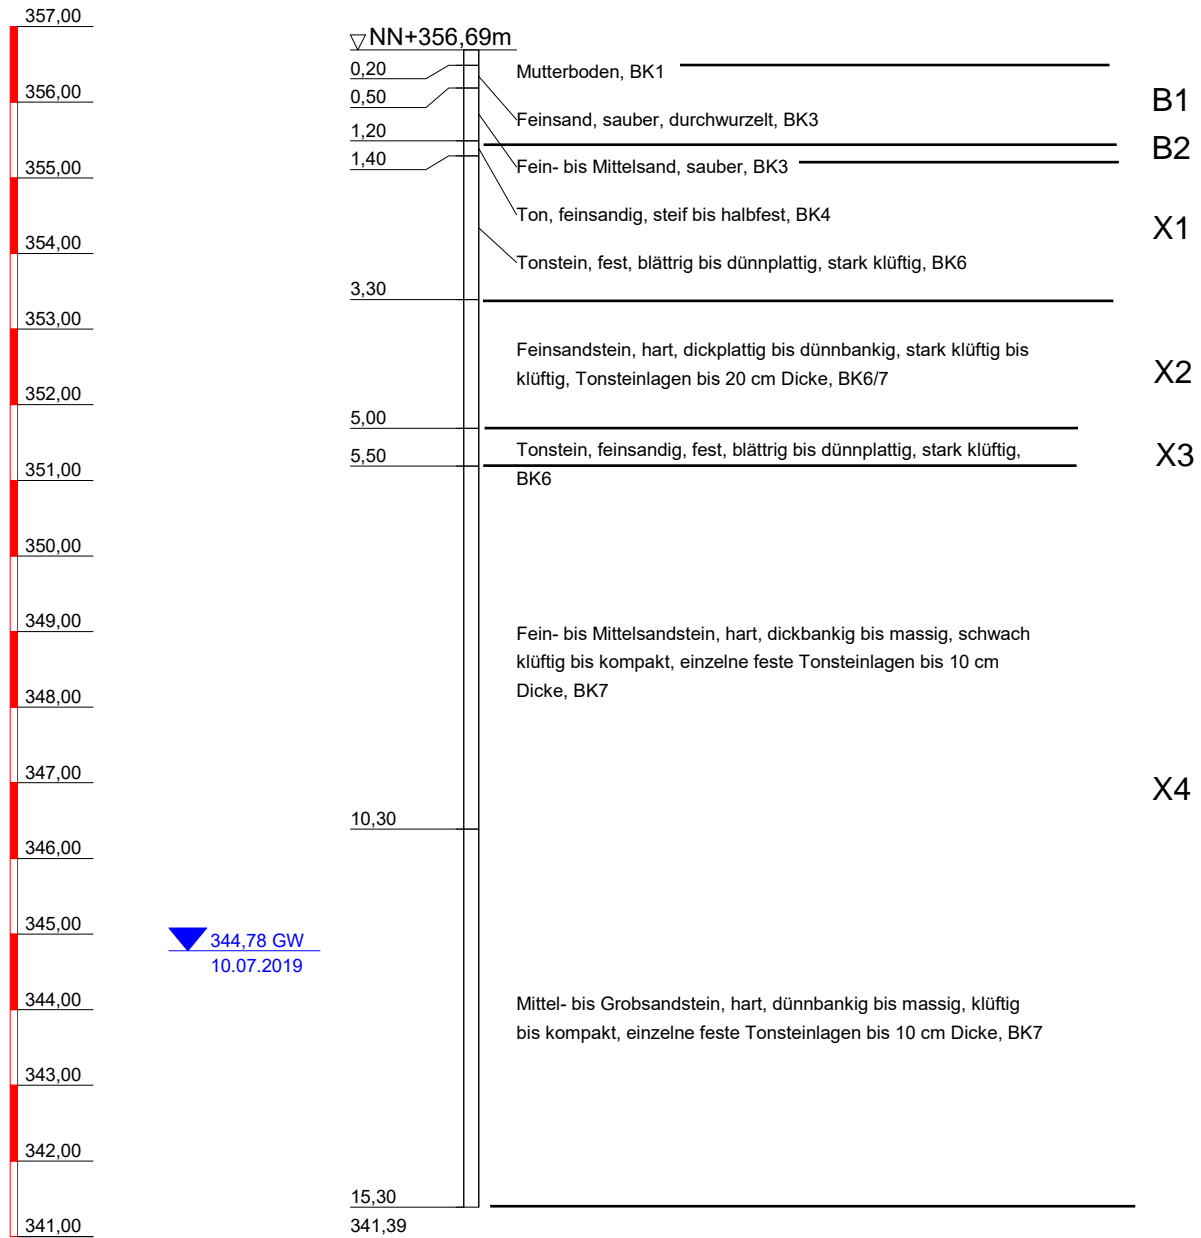 357,00
NN+356,69m
0,20
Mutterboden, BK1
356,00
0,50
B1
Feinsand, sauber, durchwurzelt, BK3
1,20
B2
355,00
1,40
Fein- bis Mittelsand, sauber, BK3
Ton, feinsandig, steif bis halbfest, BK4
X1
354,00
Tonstein, fest, blättrig bis dünnplattig, stark klüftig, BK6
3,30
353,00
Feinsandstein, hart, dickplattig bis dünnbankig, stark klüftig bis
klüftig, Tonsteinlagen bis 20 cm Dicke, BK6/7
X2
352,00
5,00
Tonstein, feinsandig, fest, blättrig bis dünnplattig, stark klüftig,
BK6
5,50
X3
351,00
350,00
349,00
Fein- bis Mittelsandstein, hart, dickbankig bis massig, schwach
klüftig bis kompakt, einzelne feste Tonsteinlagen bis 10 cm
Dicke, BK7
348,00
347,00
X4
10,30
346,00
345,00
344,78 GW
10.07.2019
344,00
Mittel- bis Grobsandstein, hart, dünnbankig bis massig, klüftig
bis kompakt, einzelne feste Tonsteinlagen bis 10 cm Dicke, BK7
343,00
342,00
15,30
341,00
341,39